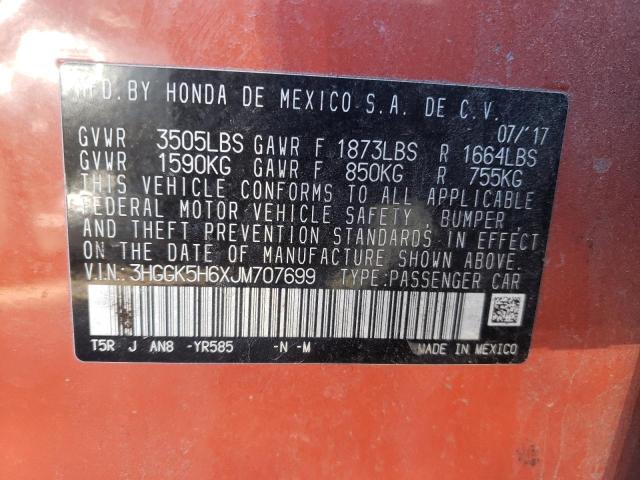 MFD. BY HONDA DE MEXICO S.A. DE C.V.
07/'17
GVWR 3505LBS GAWR F 1873LBS R 1664LBS
GVWR 1590KG GAWR F 850KG R 755KG
THIS VEHICLE CONFORMS TO ALL APPLICABLE
FEDERAL MOTOR VEHICLE SAFETY, BUMPER,
AND THEFT PREVENTION STANDARDS IN EFFECT
ON THE DATE OF MANUFACTURE SHOWN ABOVE.
V.I.N.: 3HGGK5H6XJM707699 TYPE: PASSENGER CAR
T5R J AN8 -YR585 -N -M MADE IN MEXICO